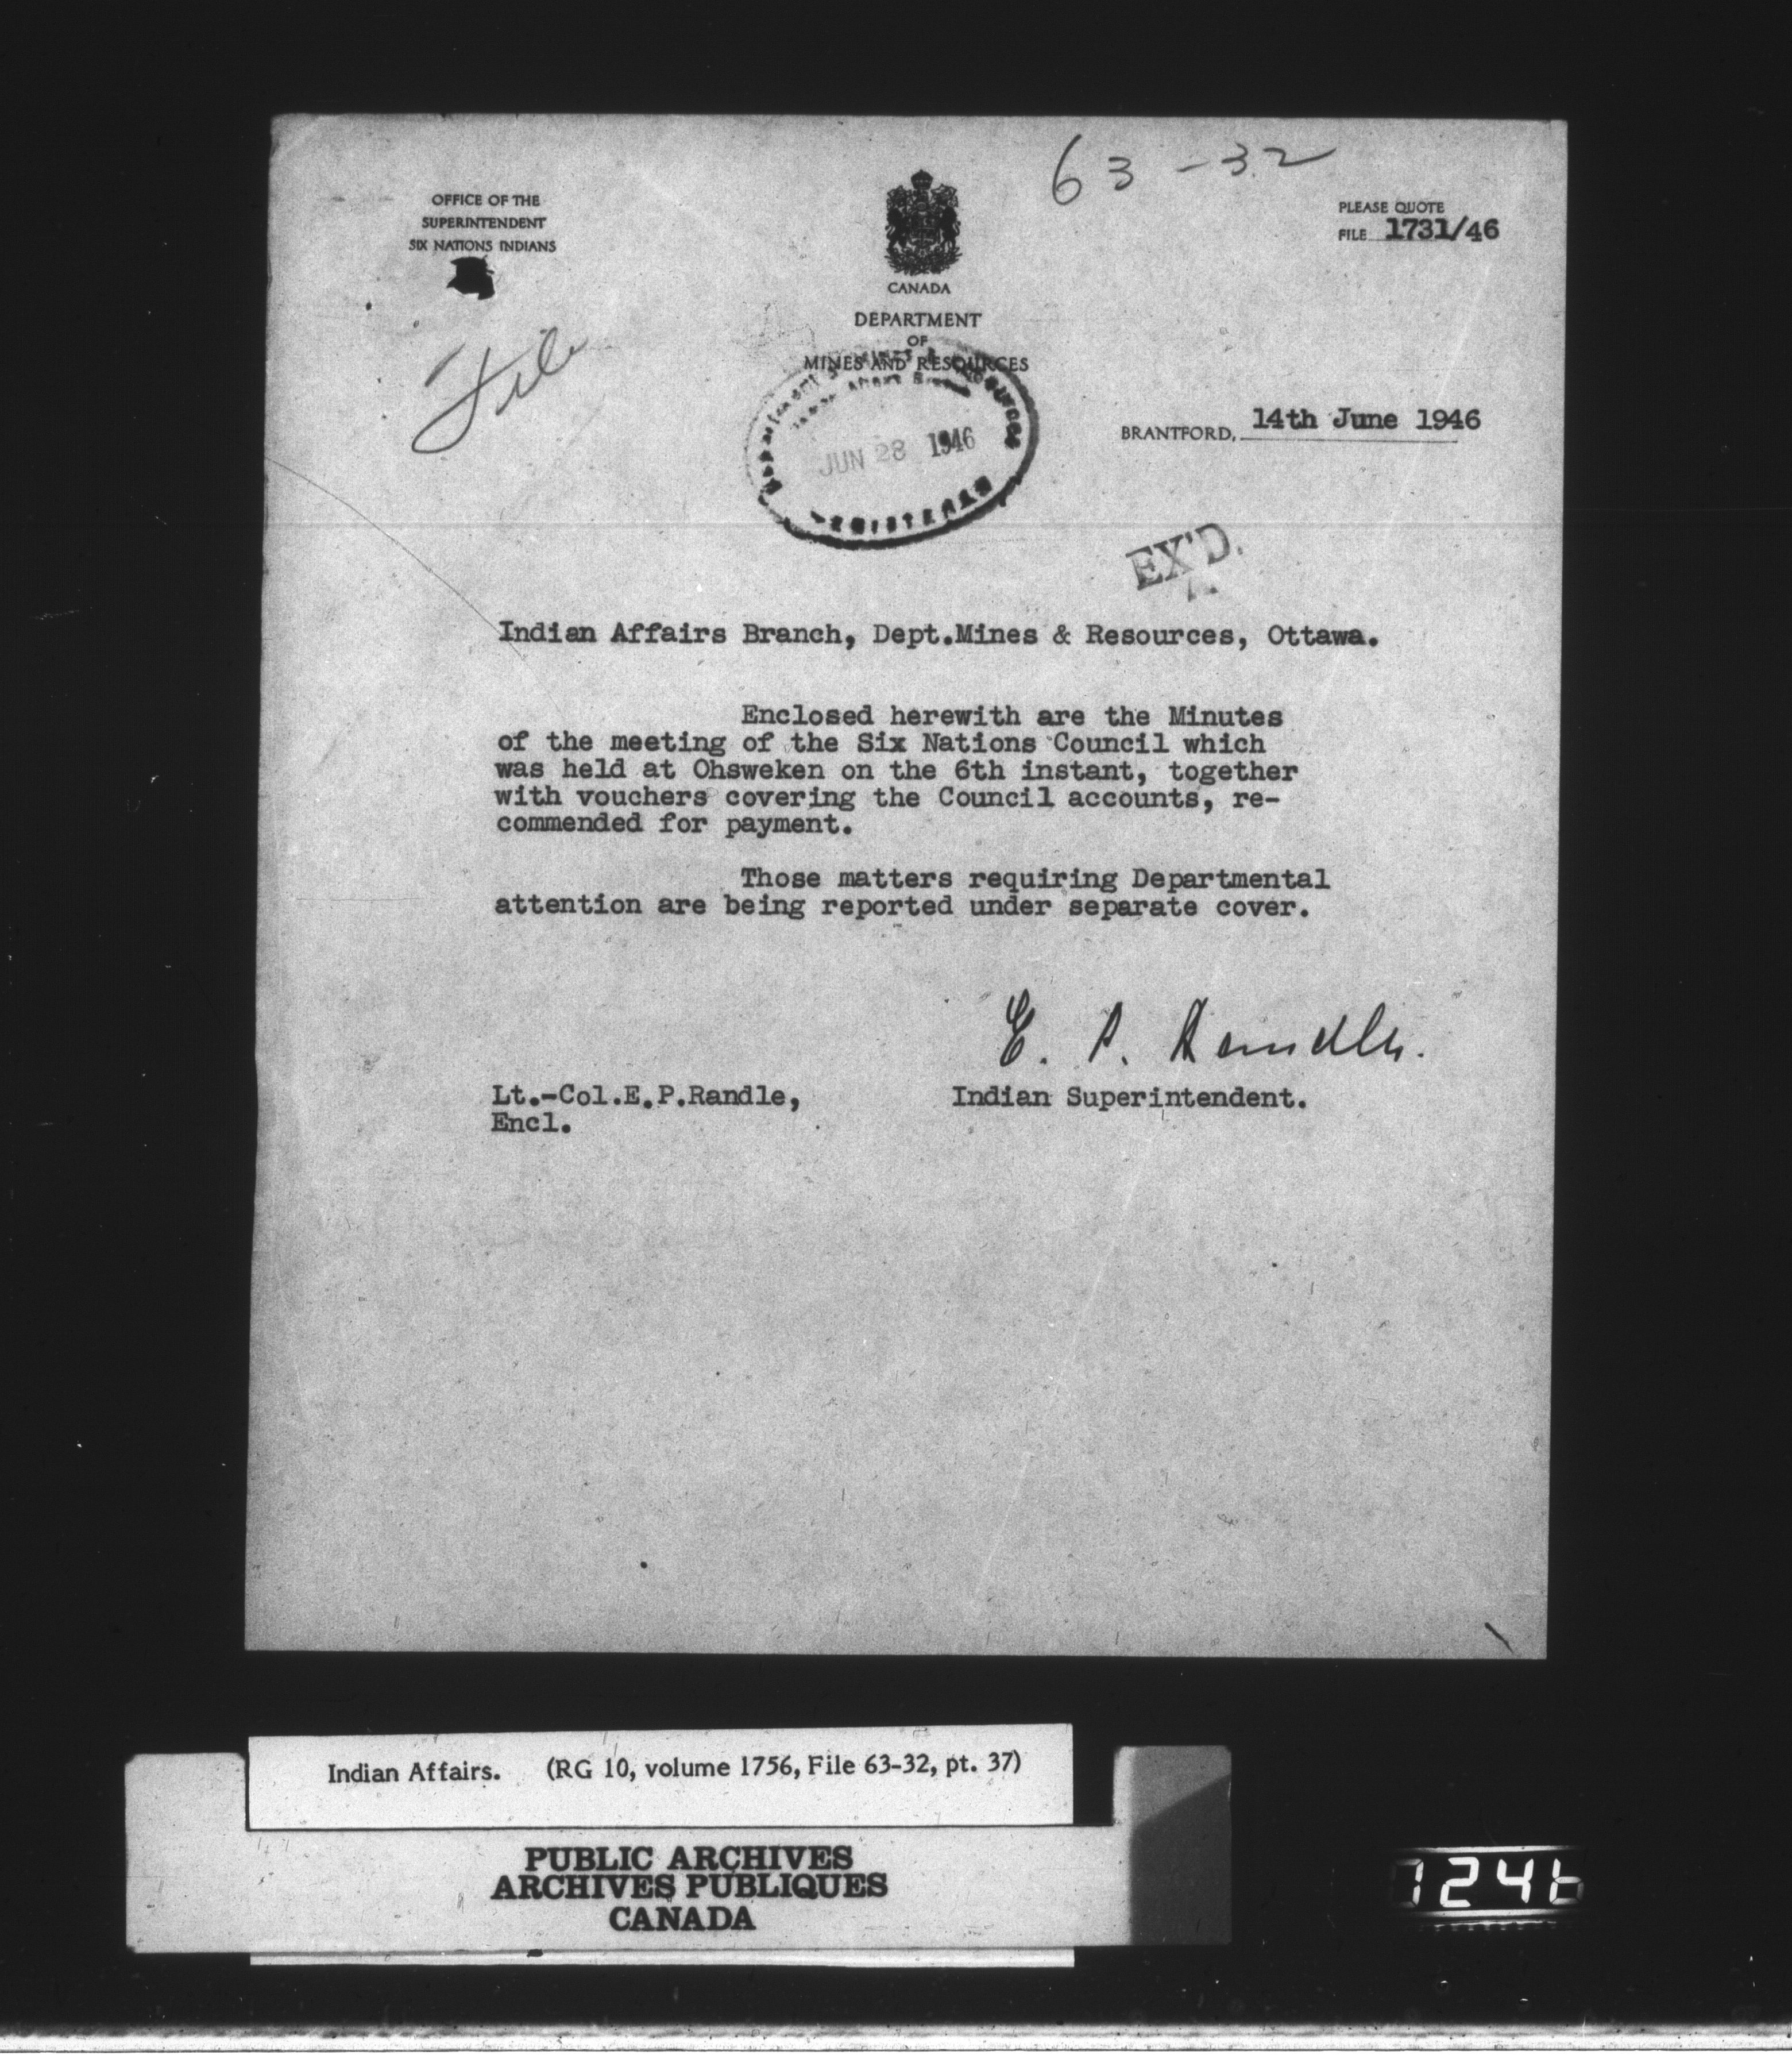 63-32
OFFICE OF THE
SUPERINTENDENT
SIX NATIONS INDIANS
PLEASE QUOTE
FILE 1731/46
CANADA
DEPARTMENT
OF
MINES AND RESOURCES
File
JUN 28 1946
BRANTFORD, 14th June 1946
EX'D.
Indian Affairs Branch, Dept.Mines & Resources, Ottawa.
Enclosed herewith are the Minutes
of the meeting of the Six Nations Council which
was held at Ohsweken on the 6th instant, together
with vouchers covering the Council accounts, re-
commended for payment.
Those matters requiring Departmental
attention are being reported under separate cover.
E. P. Randle.
Lt.-Col.E.P.Randle,
Indian Superintendent.
Encl.
Indian Affairs. (RG 10, volume 1756, File 63-32, pt. 37)
PUBLIC ARCHIVES
ARCHIVES PUBLIQUES
CANADA